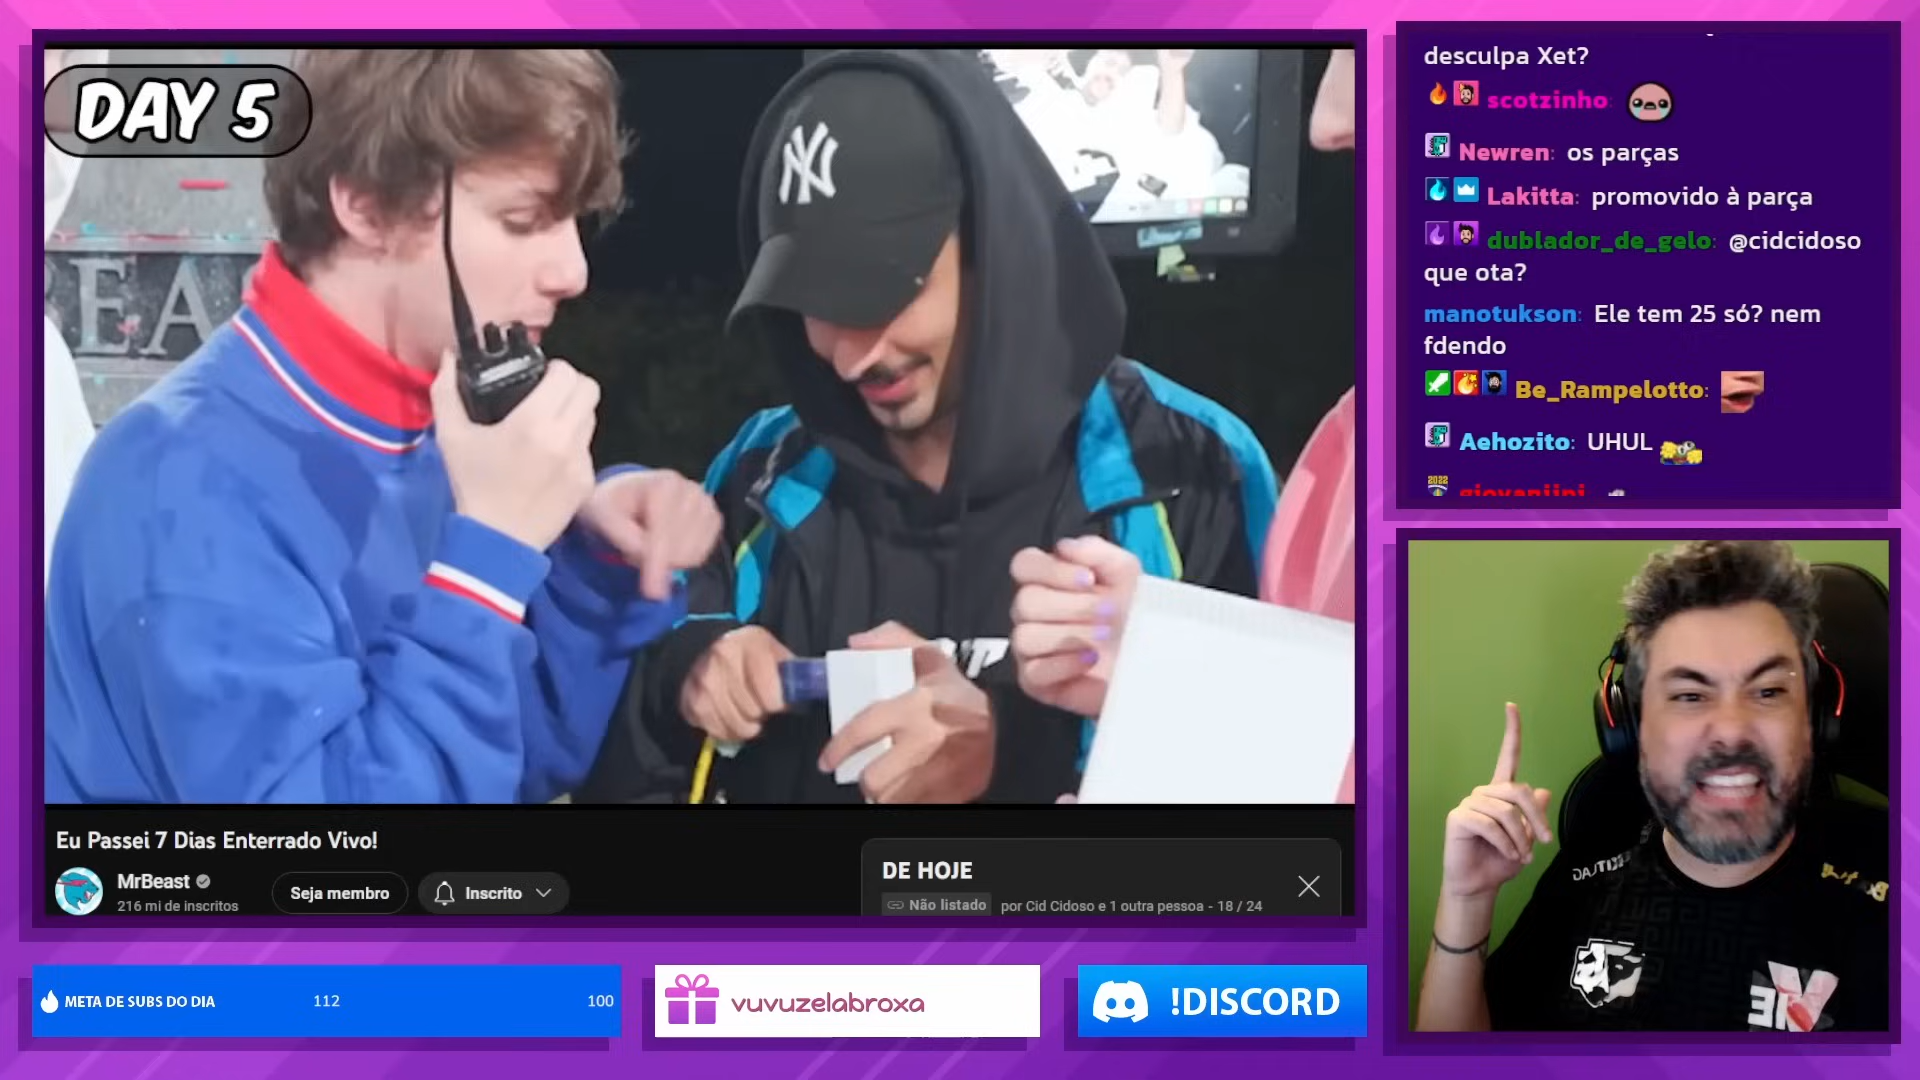 DAY 5
NY
EA
Eu Passei 7 Dias Enterrado Vivo!
MrBeast
216 mi de inscritos
Seja membro
Inscrito
DE HOJE
Não listado
por Cid Cidoso e 1 outra pessoa - 18 / 24
META DE SUBS DO DIA
112
100
vuvuzelabroxa
!DISCORD
desculpa Xet?
scotzinho:
Newren: os parças
Lakitta: promovido à parça
dublador_de_gelo: @cidcidoso
que ota?
manotukson: Ele tem 25 só? nem
fdendo
Be_Rampelotto:
Aehozito: UHUL
2022